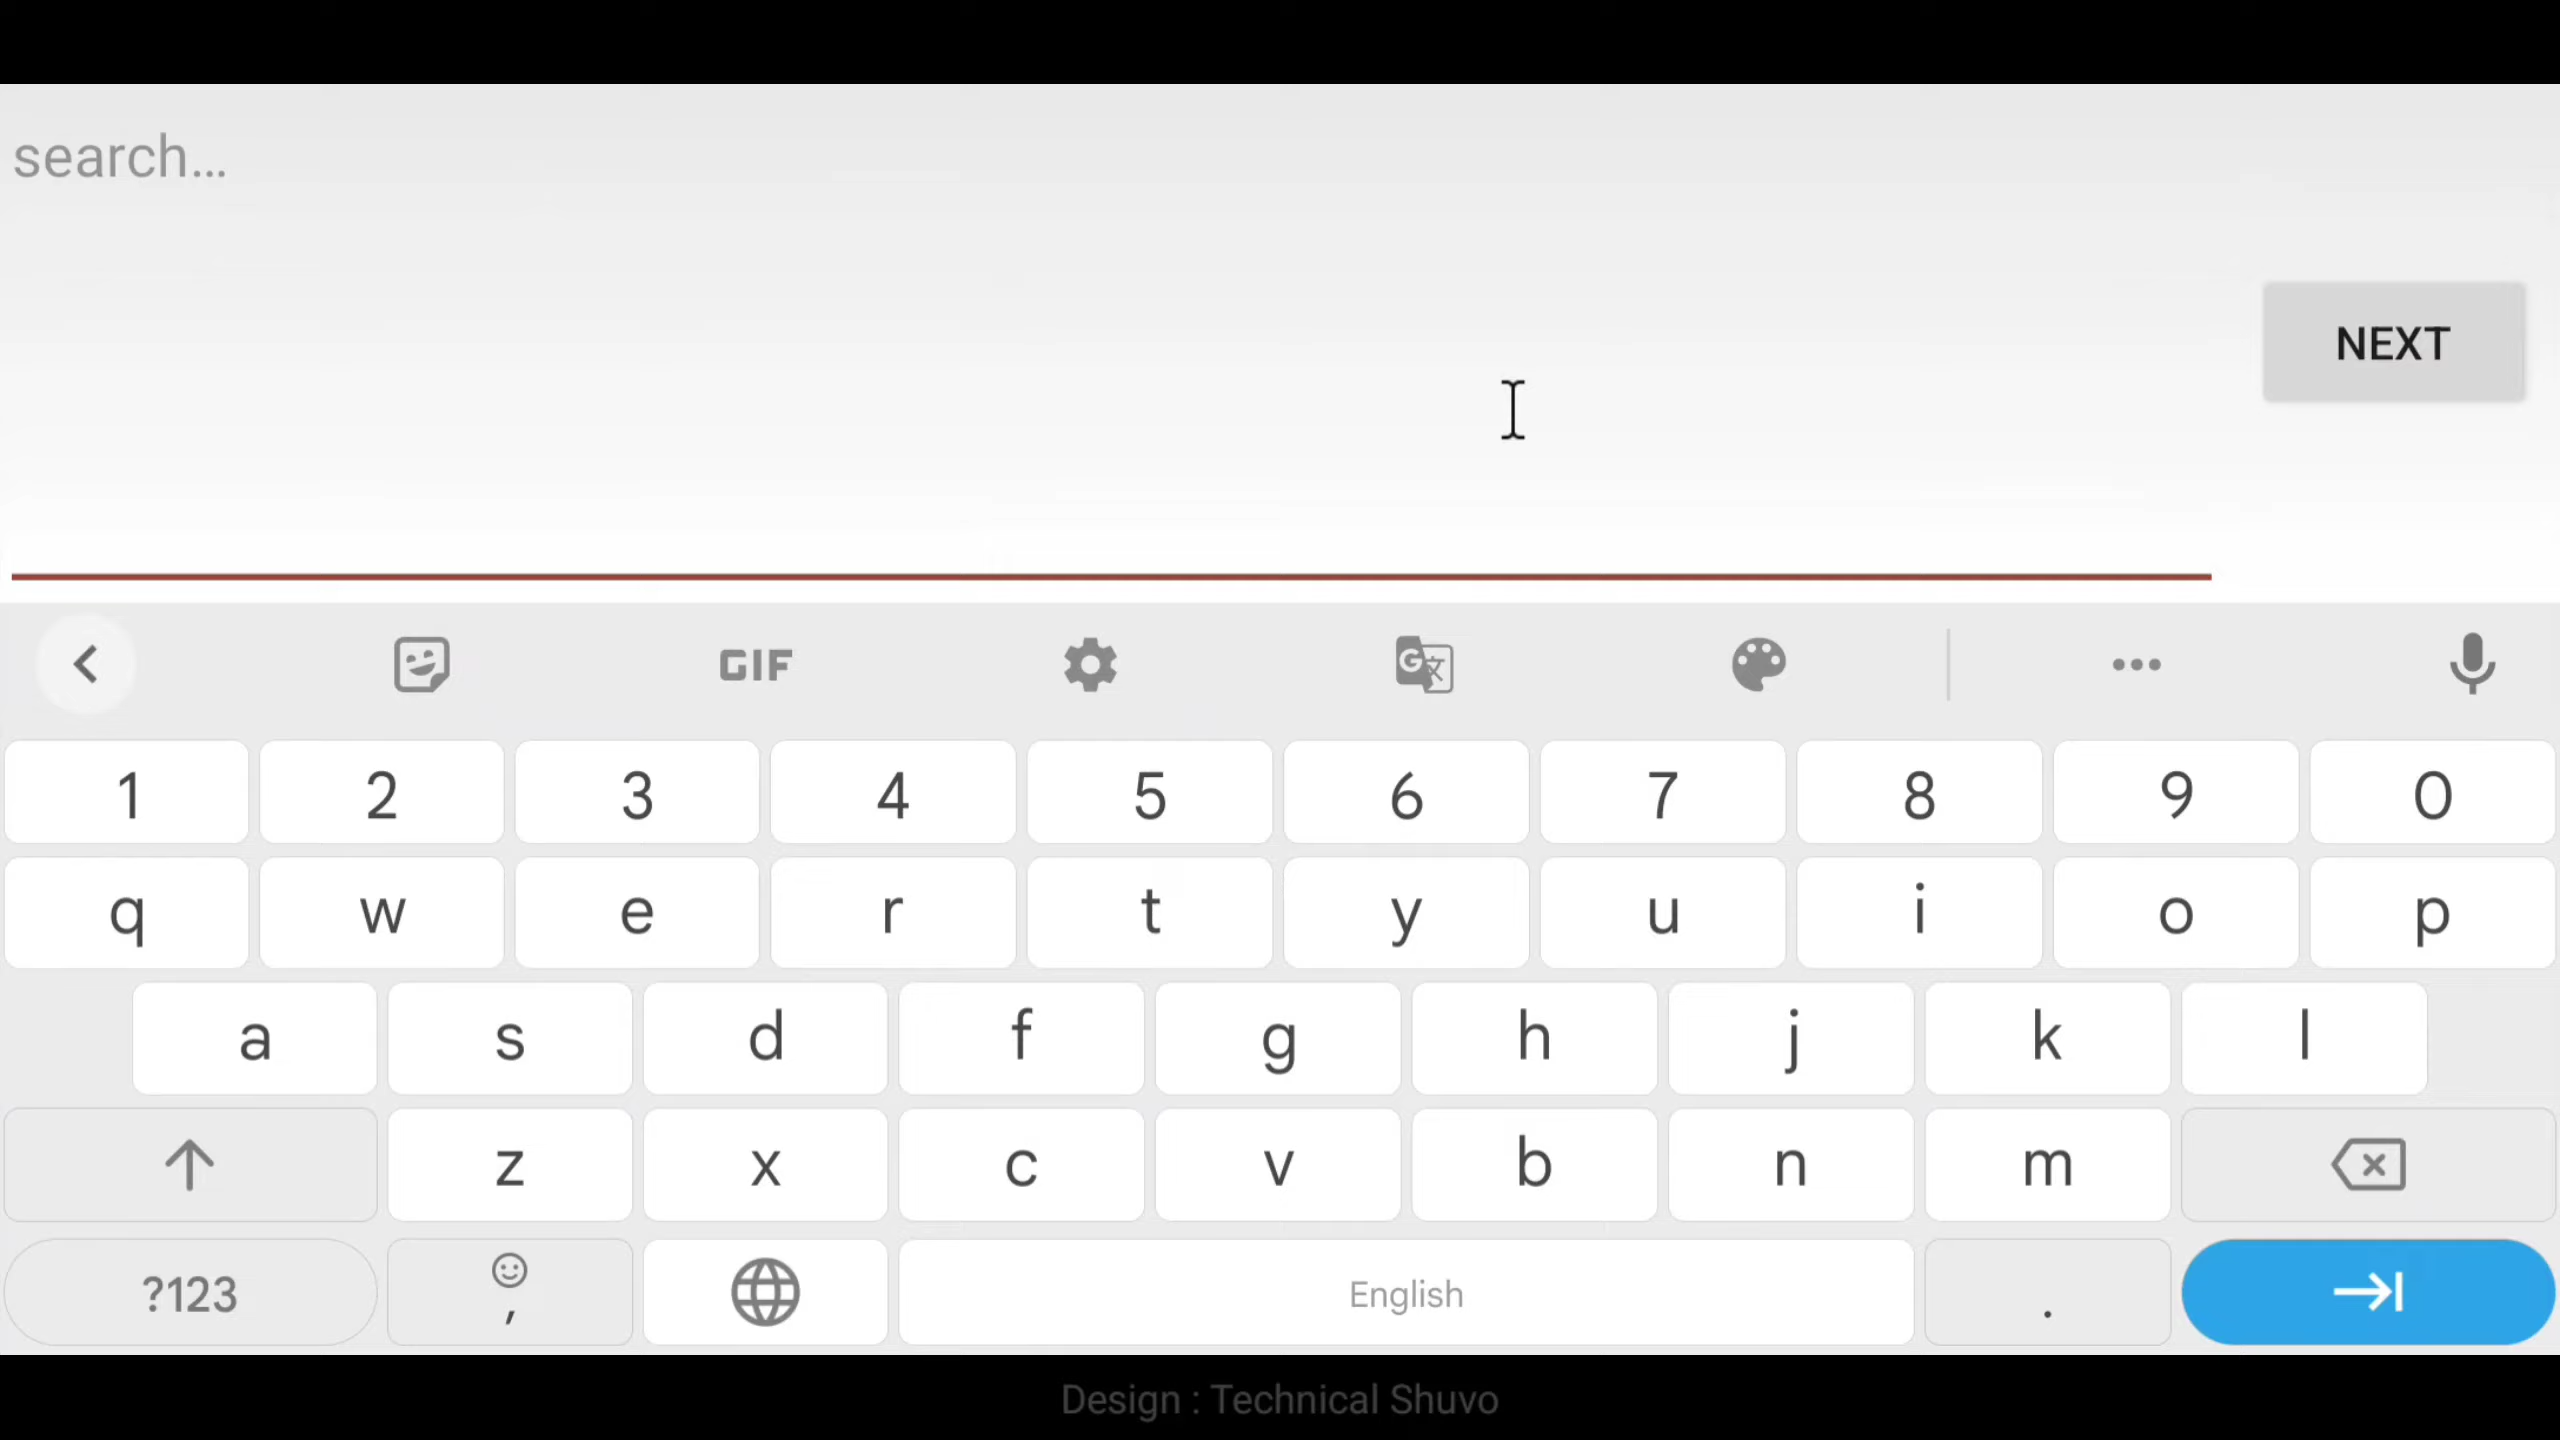 search...
NEXT
GIF
1 2 3 4 5 6 7 8 9 0
q w e r t y u i o p
a s d f g h j k l
z x c v b n m
?123 , English .
Design : Technical Shuvo